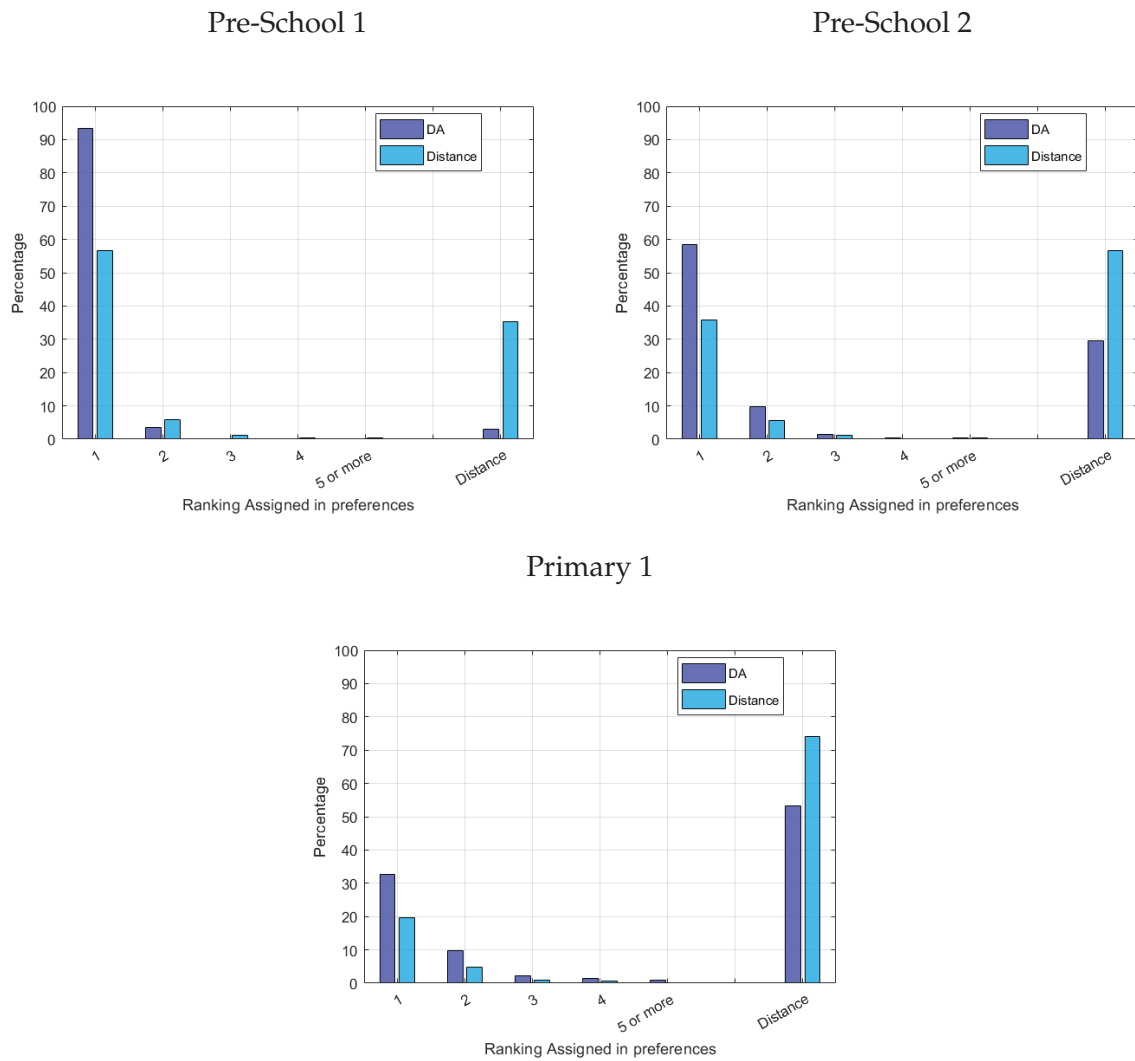 Pre-School 1
100
90
80
70
60
50
40
30
20
10
0
Percentage
DA
Distance
1
2
3
4
5 or more
Distance
Ranking Assigned in preferences
Pre-School 2
100
90
80
70
60
50
40
30
20
10
0
Percentage
DA
Distance
1
2
3
4
5 or more
Distance
Ranking Assigned in preferences
Primary 1
100
90
80
70
60
50
40
30
20
10
0
Percentage
DA
Distance
1
2
3
4
5 or more
Distance
Ranking Assigned in preferences